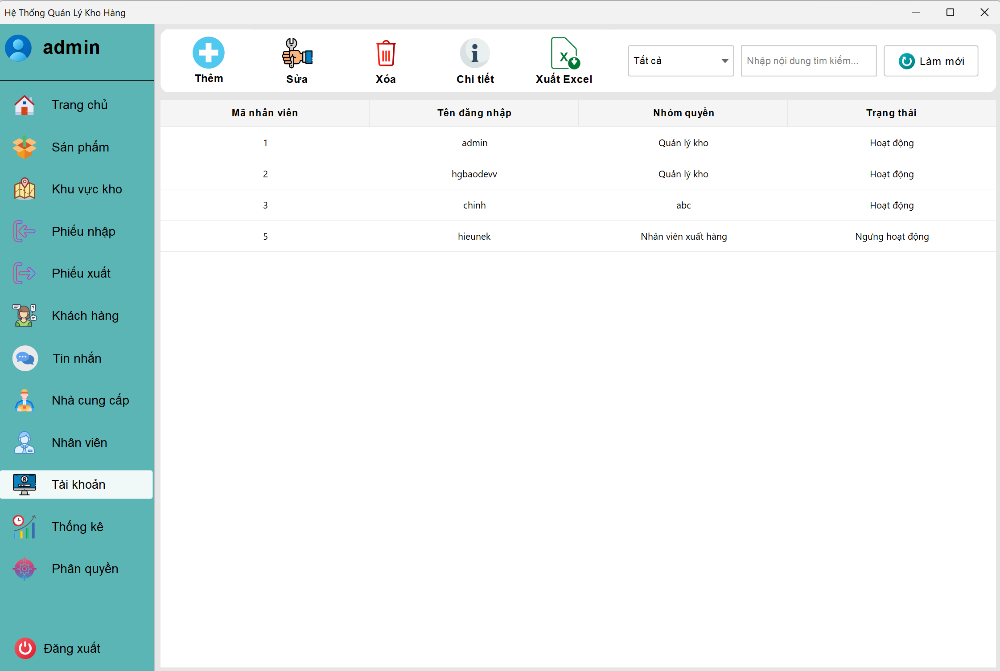 Hệ Thống Quản Lý Kho Hàng
admin
Trang chủ
Sản phẩm
Khu vực kho
Phiếu nhập
Phiếu xuất
Khách hàng
Tin nhắn
Nhà cung cấp
Nhân viên
Tài khoản
Thống kê
Phân quyền
Đăng xuất
Thêm
Sửa
Xóa
Chi tiết
Xuất Excel
Tất cả
Nhập nội dung tìm kiếm...
Làm mới
Mã nhân viên Tên đăng nhập Nhóm quyền Trạng thái
1 admin Quản lý kho Hoạt động
2 hgbaodevv Quản lý kho Hoạt động
3 chinh abc Hoạt động
5 hieunek Nhân viên xuất hàng Ngưng hoạt động